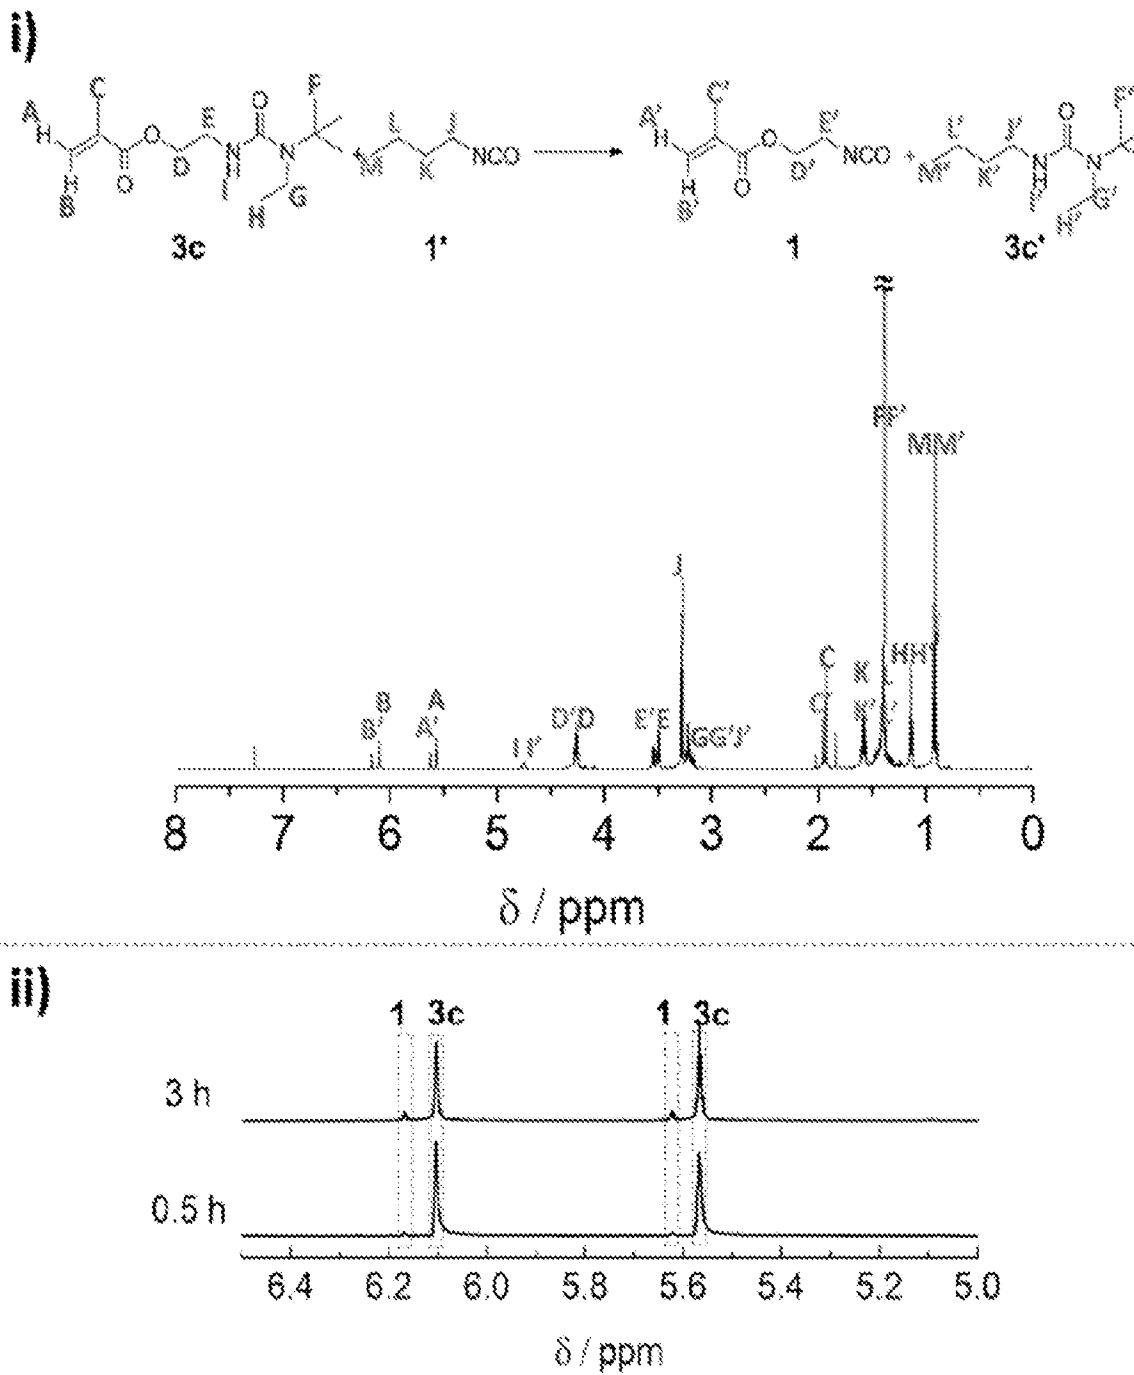 i)
A C E O F
H O N N M L J NCO
O D I K
B H H G
3c 1* 1 3c*
A' C' E' L' J' O F'
H O NCO + M' N N
O D' K' H I'
B' H H' G'
≈
FF'
MM'
J
C K HH'
B A C' K' L'
B' A' I I' D'D E'E GG'J'
8 7 6 5 4 3 2 1 0
δ / ppm
ii)
1 3c 1 3c
3 h
0.5 h
6.4 6.2 6.0 5.8 5.6 5.4 5.2 5.0
δ / ppm